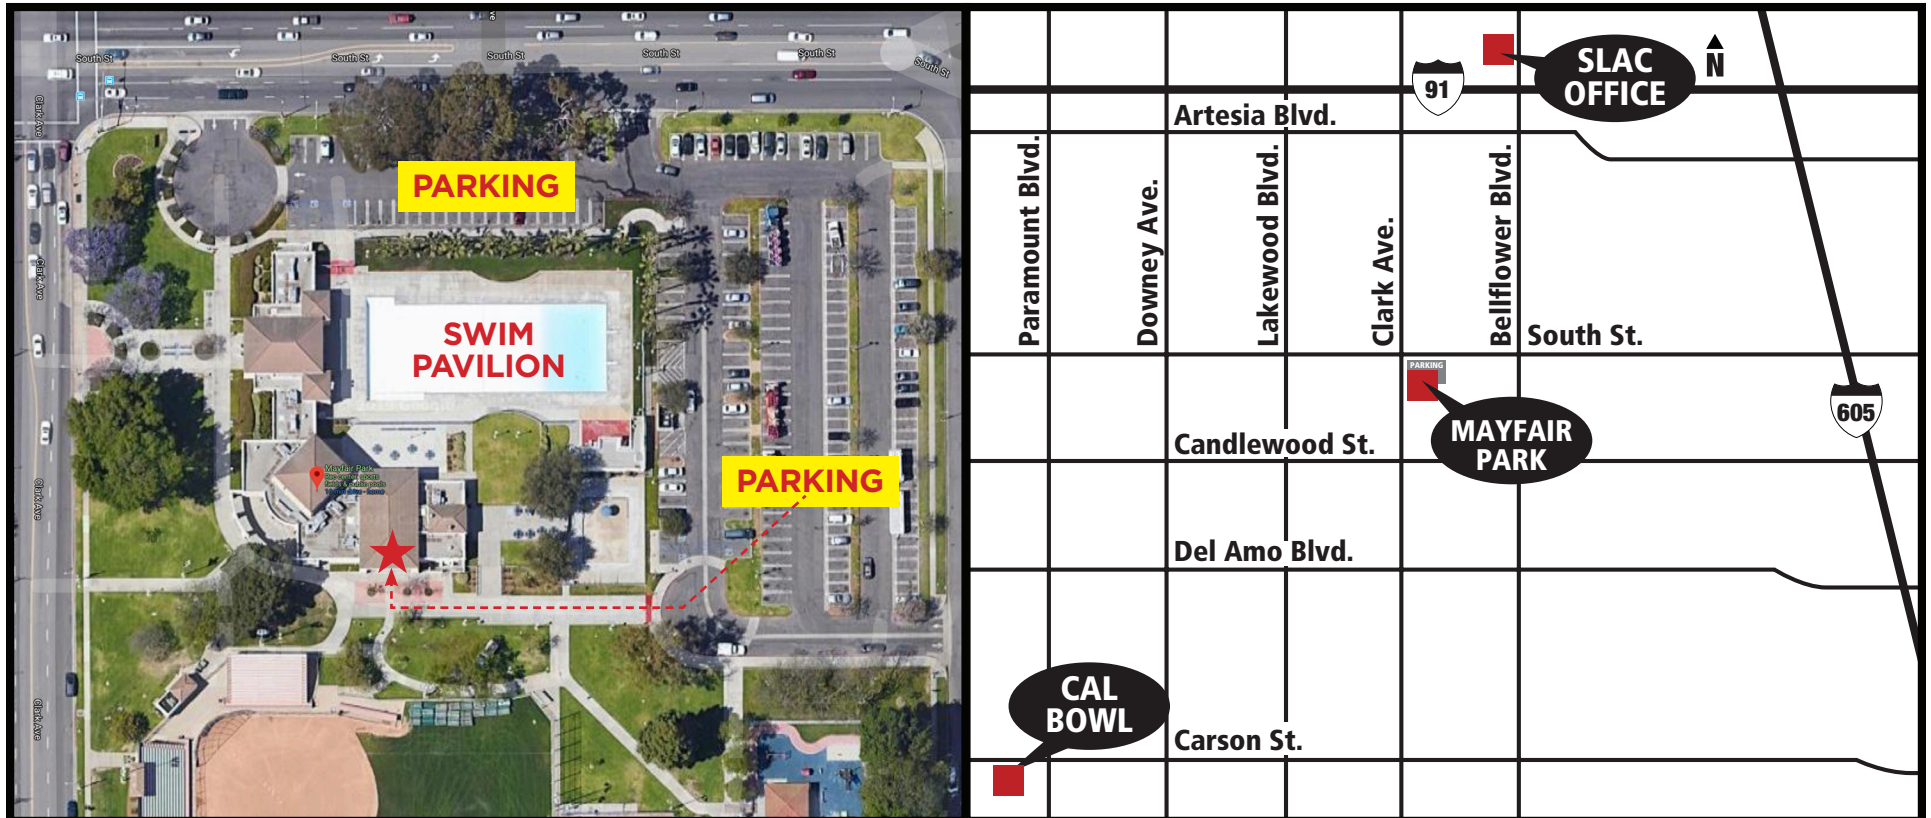 South St
South St
South St
South St
South St
South St
Clark Ave
Clark Ave
Clark Ave
Clark Ave
PARKING
SWIM
PAVILION
Mayfair Park
PARKING
SLAC
OFFICE
N
91
Artesia Blvd.
Paramount Blvd.
Downey Ave.
Lakewood Blvd.
Clark Ave.
Bellflower Blvd.
South St.
PARKING
MAYFAIR
PARK
605
Candlewood St.
Del Amo Blvd.
CAL
BOWL
Carson St.